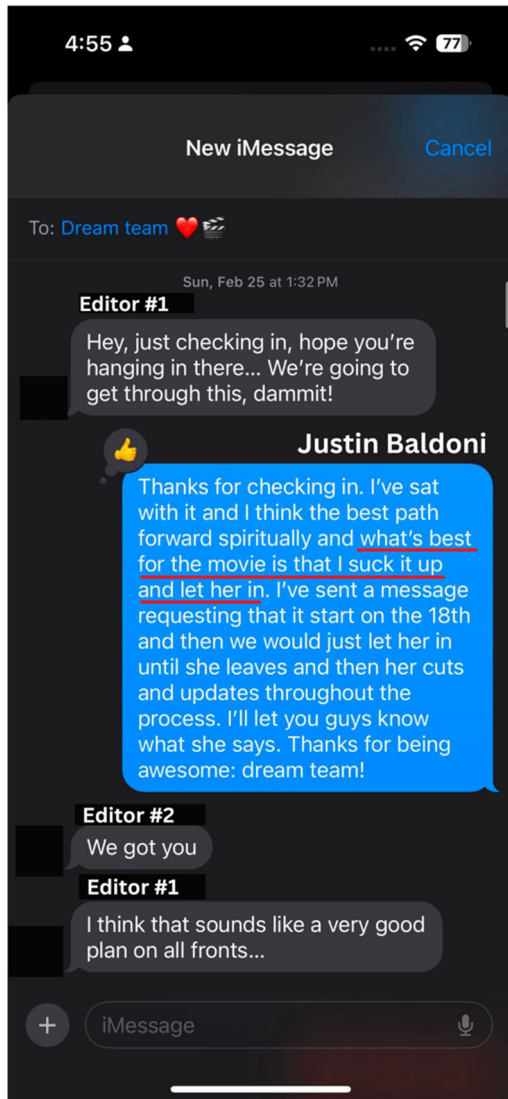 4:55
77
New iMessage
Cancel
To: Dream team ❤️🎬
Sun, Feb 25 at 1:32 PM
Editor #1
Hey, just checking in, hope you're
hanging in there... We're going to
get through this, dammit!
Justin Baldoni
Thanks for checking in. I've sat
with it and I think the best path
forward spiritually and what's best
for the movie is that I suck it up
and let her in. I've sent a message
requesting that it start on the 18th
and then we would just let her in
until she leaves and then her cuts
and updates throughout the
process. I'll let you guys know
what she says. Thanks for being
awesome: dream team!
Editor #2
We got you
Editor #1
I think that sounds like a very good
plan on all fronts...
iMessage